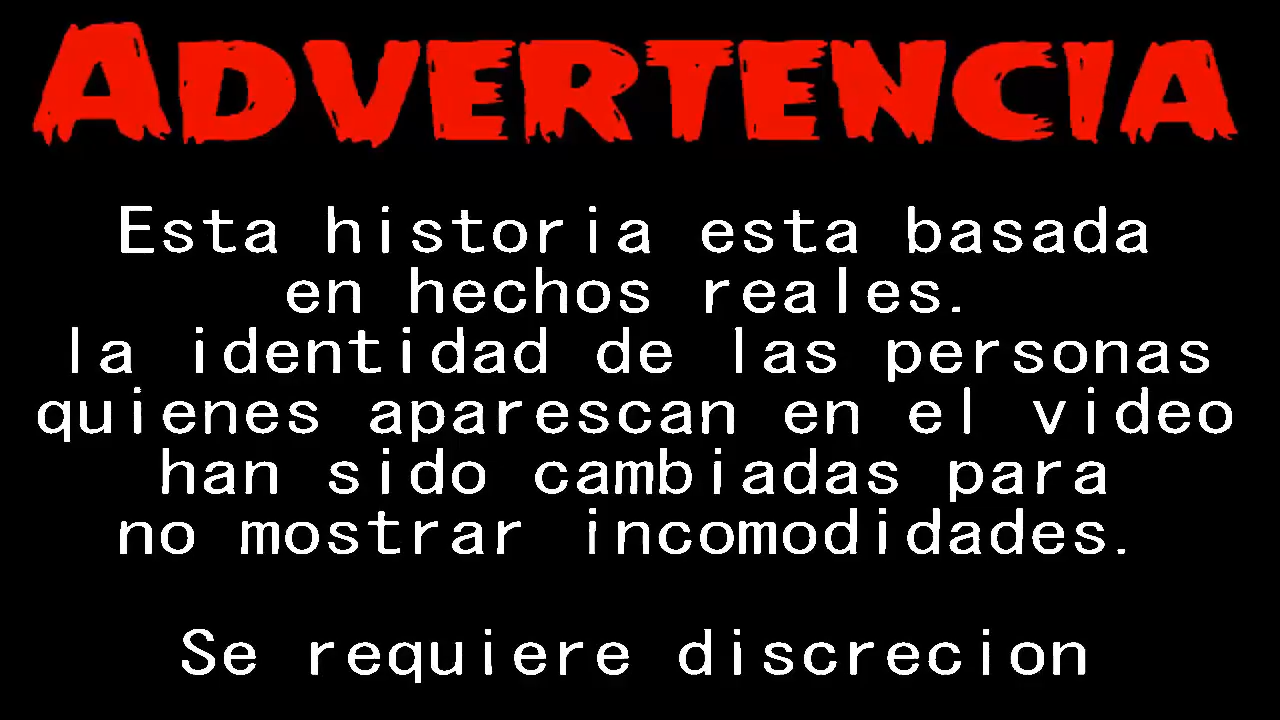 ADVERTENCIA
Esta historia esta basada
en hechos reales.
la identidad de las personas
quienes aparescan en el video
han sido cambiadas para
no mostrar incomodidades.
Se requiere discrecion